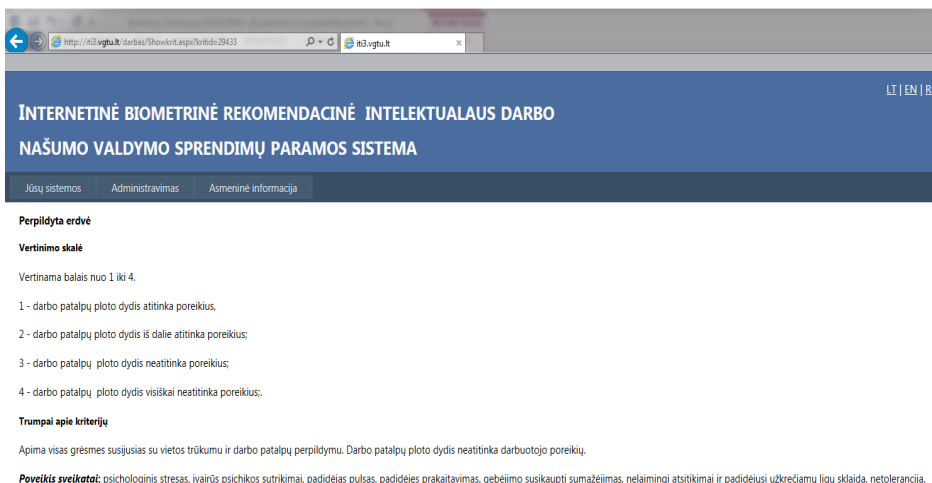 http://iti3.vgtu.lt/darbas/Showkrit.aspx?kritid=29433
iti3.vgtu.lt
LT | EN | R
INTERNETINĖ BIOMETRINĖ REKOMENDACINĖ INTELEKTUALAUS DARBO
NAŠUMO VALDYMO SPRENDIMŲ PARAMOS SISTEMA
Jūsų sistemos Administravimas Asmeninė informacija
Perpildyta erdvė
Vertinimo skalė
Vertinama balais nuo 1 iki 4.
1 - darbo patalpų ploto dydis atitinka poreikius,
2 - darbo patalpų ploto dydis iš dalie atitinka poreikius;
3 - darbo patalpų ploto dydis neatitinka poreikius;
4 - darbo patalpų ploto dydis visiškai neatitinka poreikius;.
Trumpai apie kriterijų
Apima visas grėsmes susijusias su vietos trūkumu ir darbo patalpų perpildymu. Darbo patalpų ploto dydis neatitinka darbuotojo poreikių.
Poveikis sveikatai: psichologinis stresas, įvairūs psichikos sutrikimai, padidėjas pulsas, padidėjes prakaitavimas, gebėjimo susikaupti sumažėjimas, nelaimingi atsitikimai ir padidėjusi užkrečiamų ligų sklaida, netolerancija,